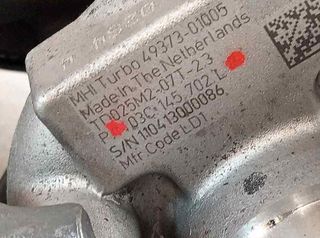 MHI Turbo 49373-01005
Made in The Netherlands
TD025M2-07T-2.3
03C 145 702 L
S/N 110413000086
Mfr Code: LD1